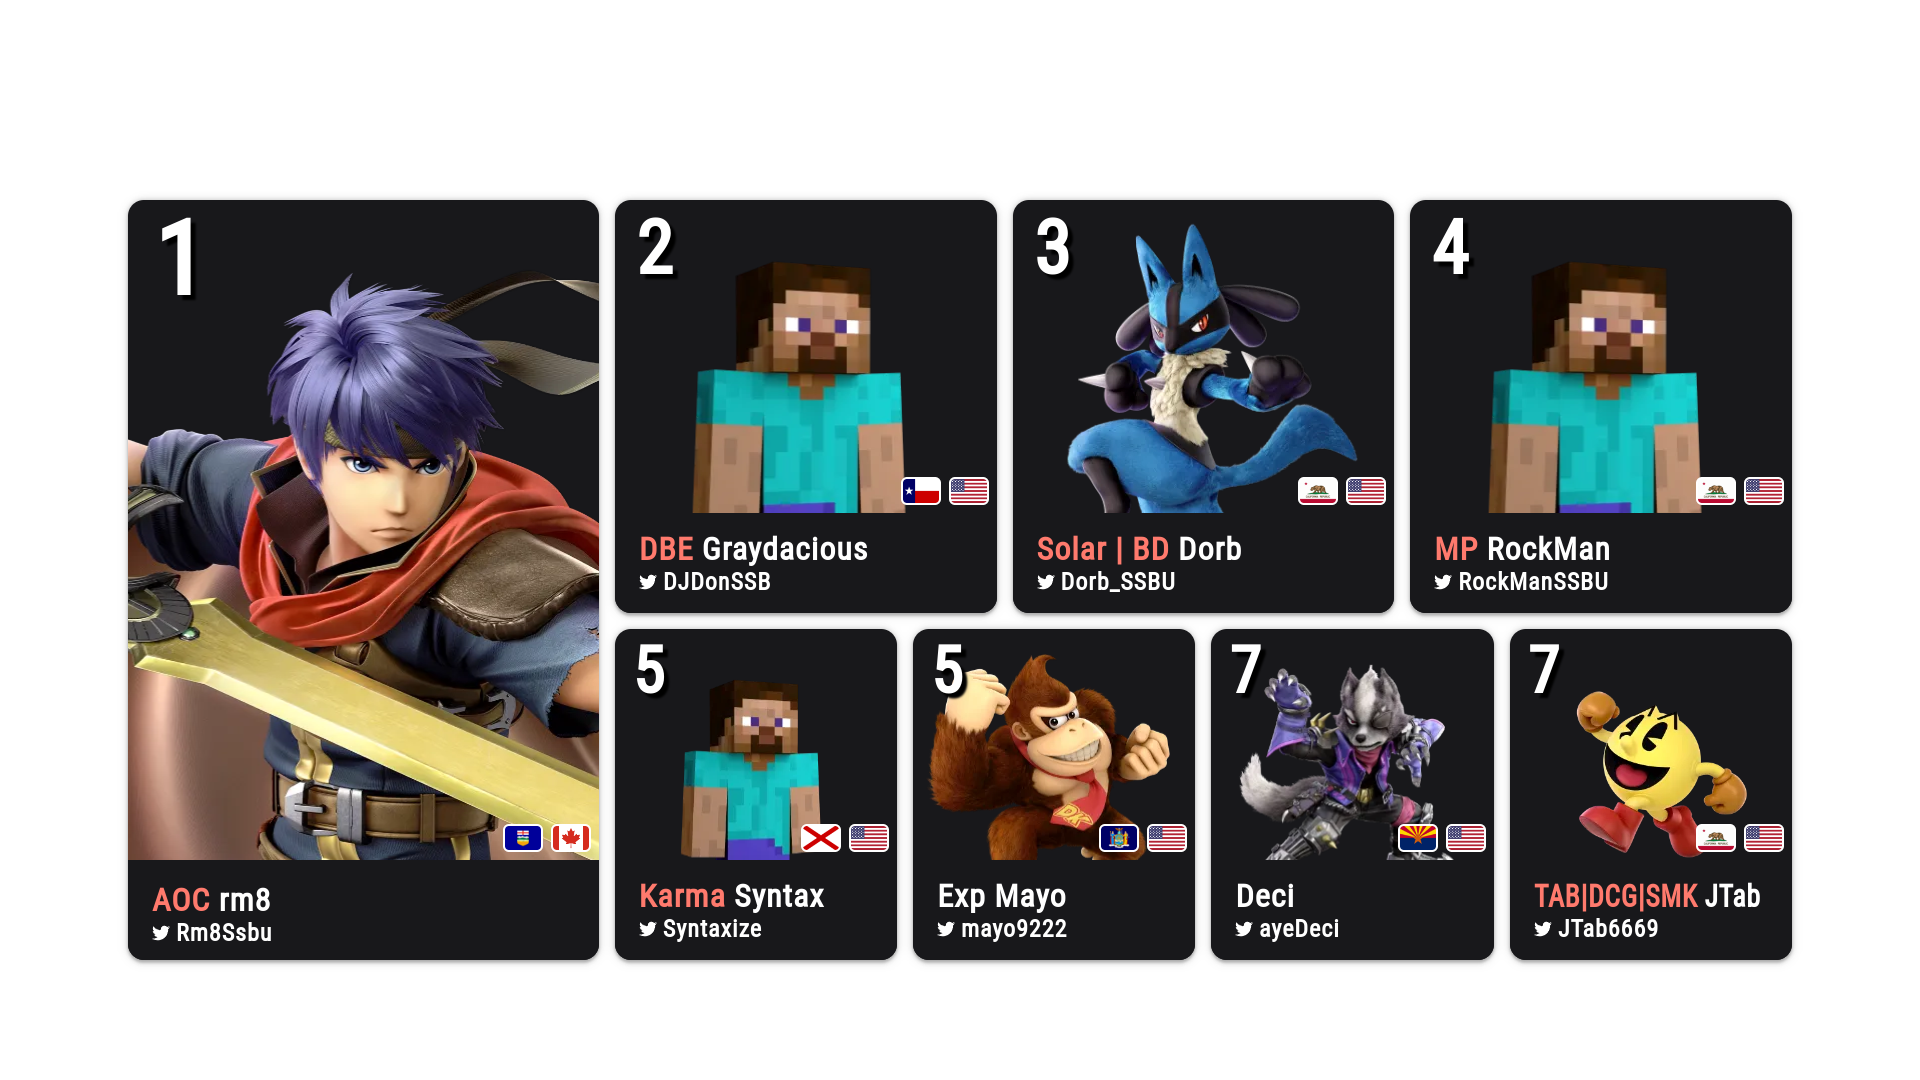 1
AOC rm8
Rm8Ssbu
2
DBE Graydacious
DJDonSSB
3
Solar | BD Dorb
Dorb_SSBU
4
MP RockMan
RockManSSBU
5
Karma Syntax
Syntaxize
5
Exp Mayo
mayo9222
7
Deci
ayeDeci
7
TAB|DCG|SMK JTab
JTab6669